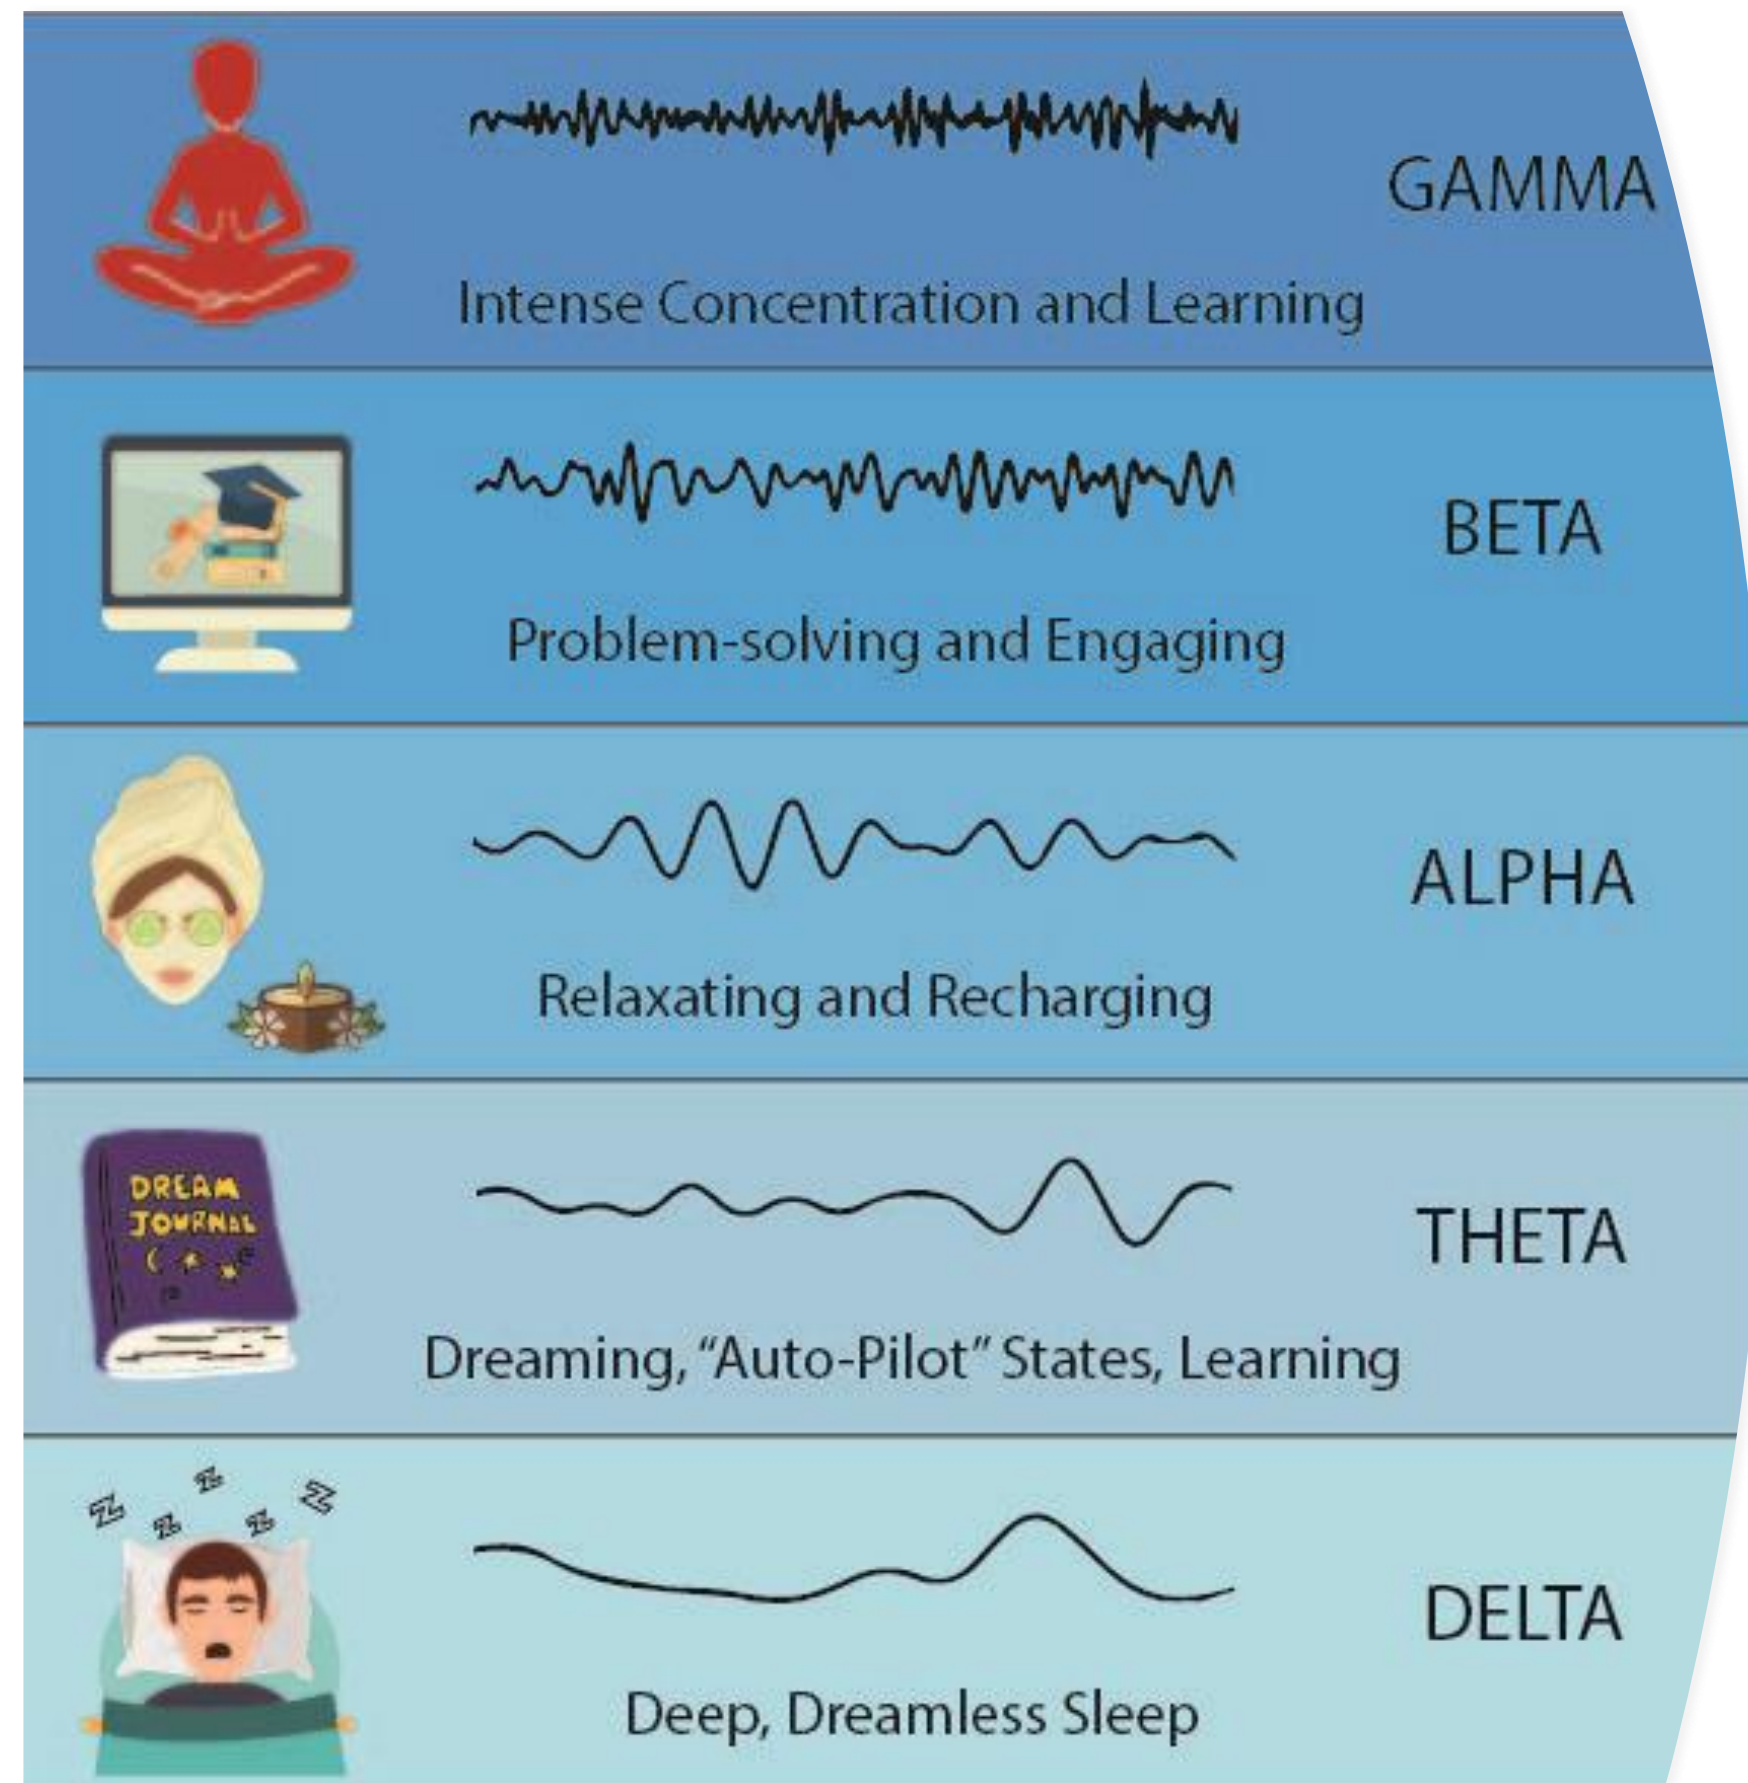 GAMMA
Intense Concentration and Learning
BETA
Problem-solving and Engaging
ALPHA
Relaxating and Recharging
DREAM
JOURNAL
THETA
Dreaming, “Auto-Pilot” States, Learning
z z z z z
DELTA
Deep, Dreamless Sleep